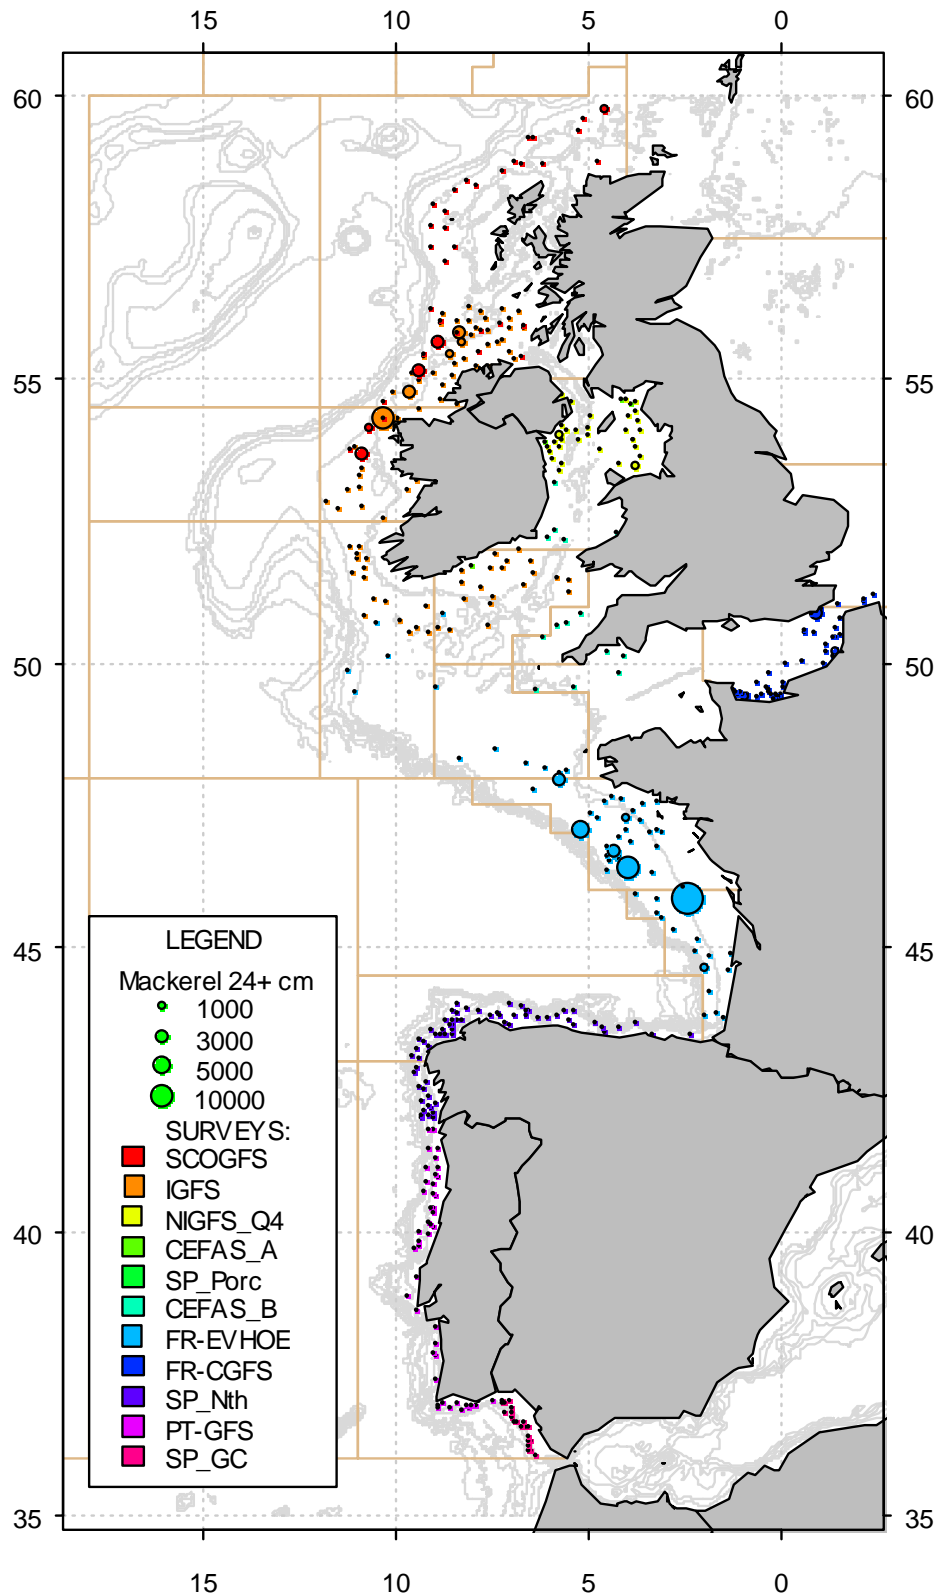 15 10 5 0
60 60
55 55
50 50
45 45
LEGEND
Mackerel 24+ cm
1000
3000
5000
10000
SURVEYS:
SCOGFS
IGFS
NIGFS_Q4
40 40
CEFAS_A
SP_Porc
CEFAS_B
FR-EVHOE
FR-CGFS
SP_Nth
PT-GFS
SP_GC
35 35
15 10 5 0